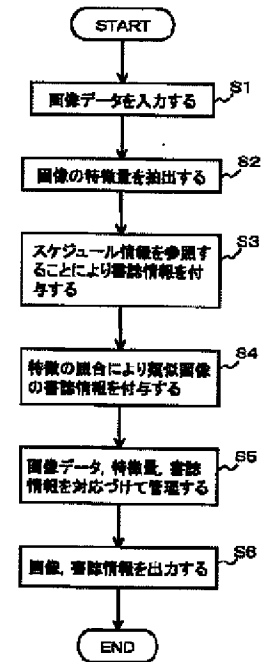 START
画像データを入力する
S1
画像の特徴量を抽出する
S2
スケジュール情報を参照す
ることにより書誌情報を付
与する
S3
特徴の照合により類似画像
の書誌情報を付与する
S4
画像データ, 特徴量, 書誌
情報を対応づけて管理する
S5
画像, 書誌情報を出力する
S6
END